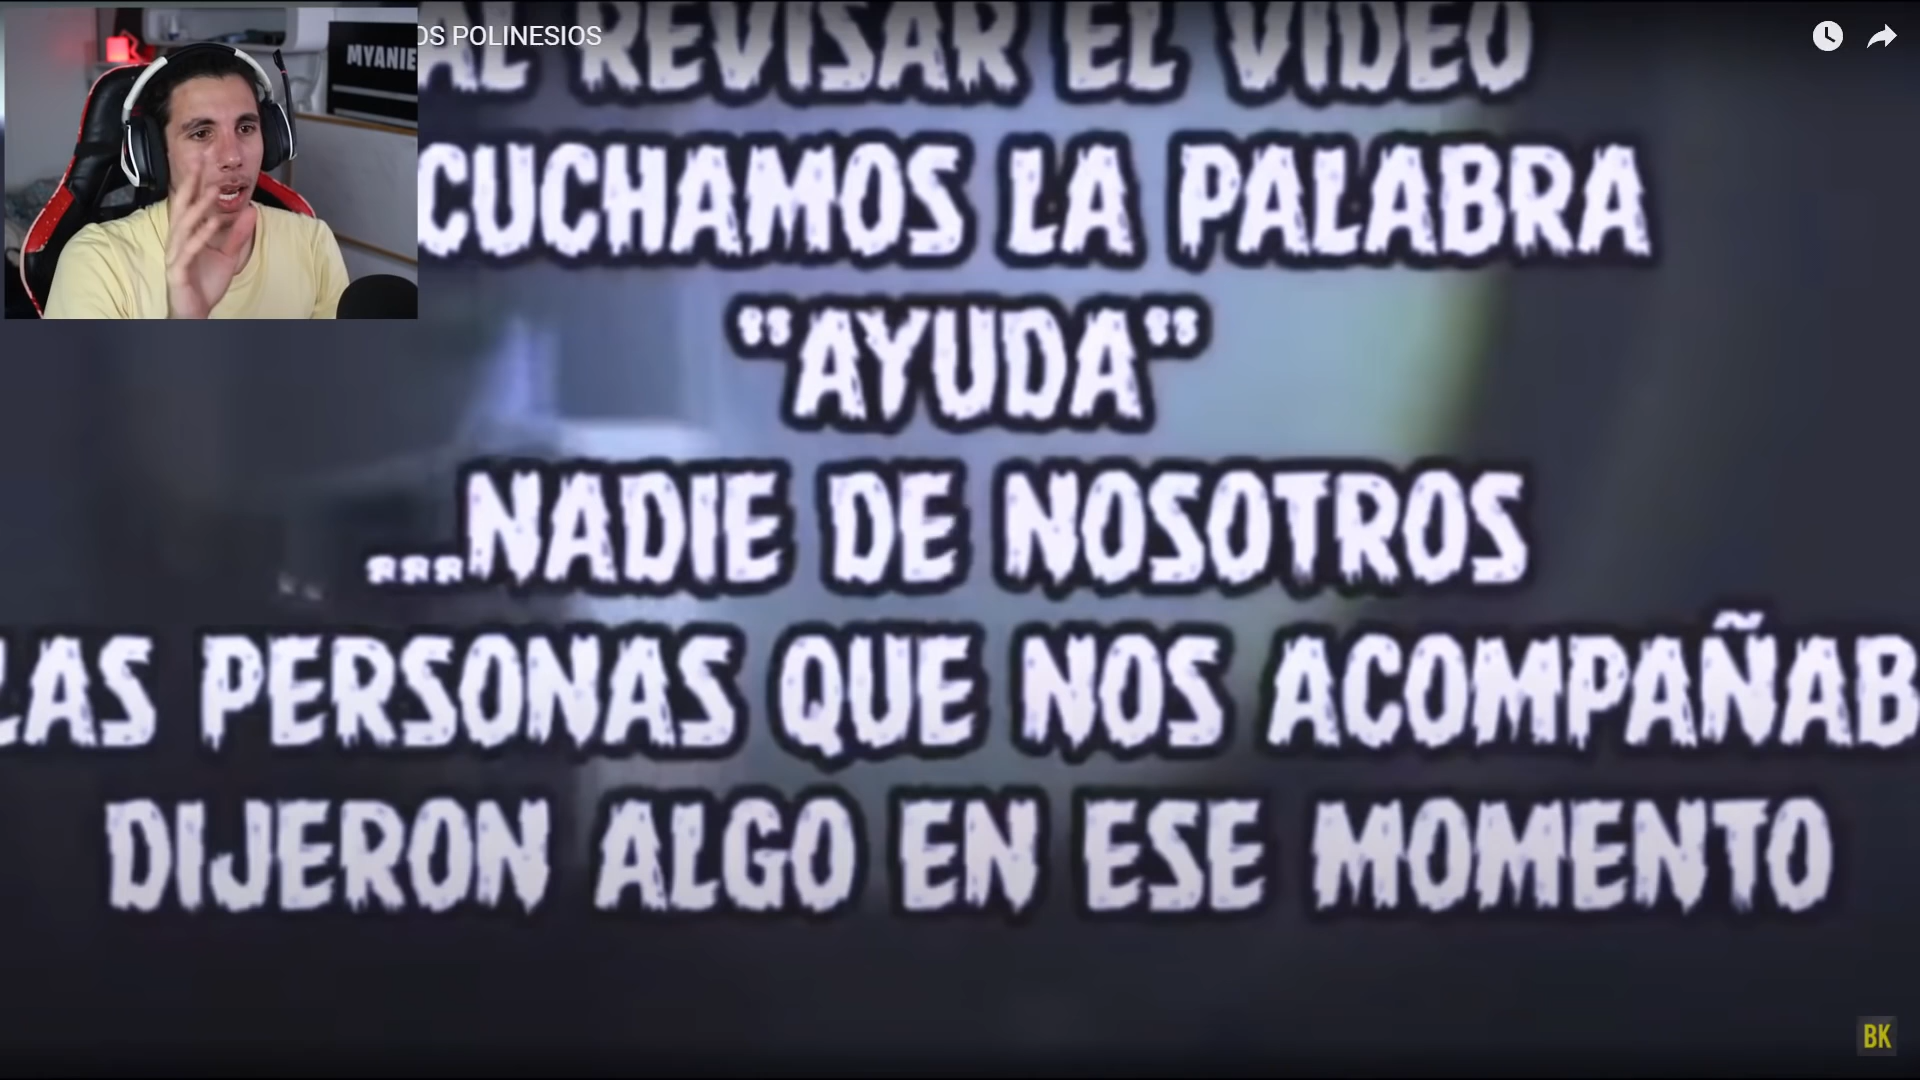 OS POLINESIOS
MYANIE
AL REVISAR EL VIDEO
CUCHAMOS LA PALABRA
"AYUDA"
...NADIE DE NOSOTROS
LAS PERSONAS QUE NOS ACOMPAÑAB
DIJERON ALGO EN ESE MOMENTO
BK